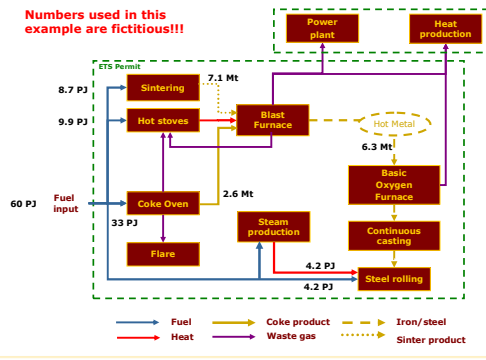 Numbers used in this
example are fictitious!!!
Power
plant
Heat
production
ETS Permit
8.7 PJ
Sintering
7.1 Mt
9.9 PJ
Hot stoves
Blast
Furnace
Hot Metal
6.3 Mt
60 PJ
Fuel
input
Coke Oven
2.6 Mt
Basic
Oxygen
Furnace
33 PJ
Steam
production
Flare
Continuous
casting
4.2 PJ
Steel rolling
4.2 PJ
Fuel
Coke product
Iron/steel
Heat
Waste gas
Sinter product